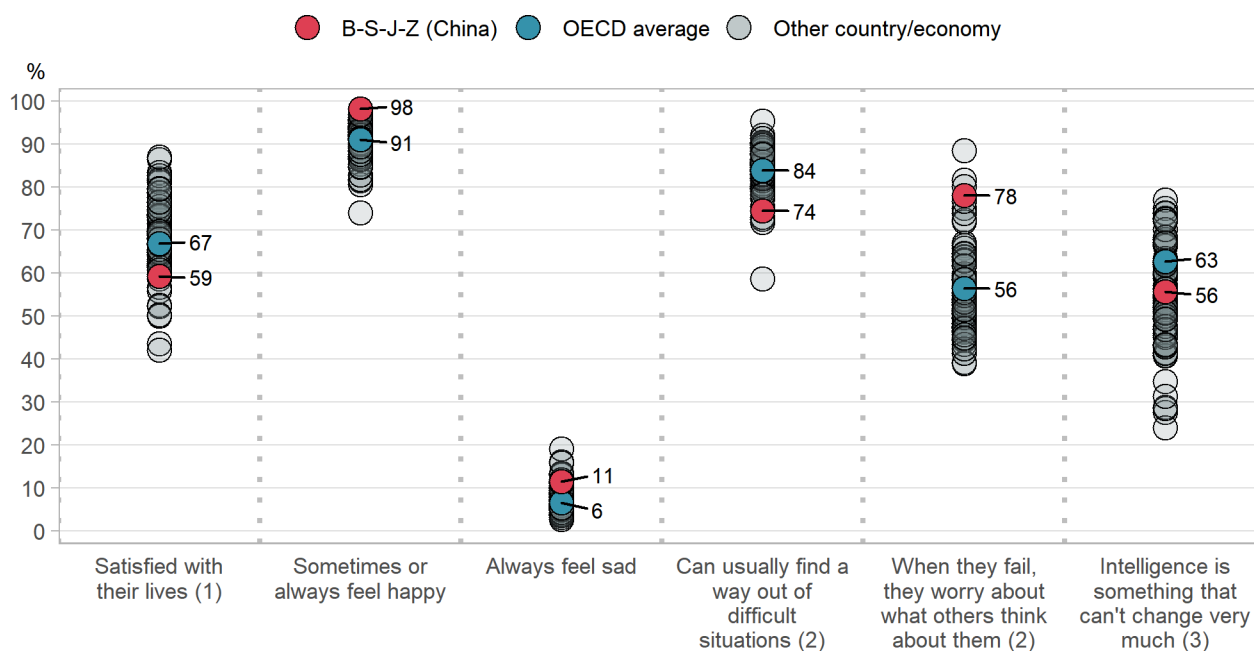 B-S-J-Z (China) OECD average Other country/economy
%
100
90
80
70
60
50
40
30
20
10
0
67
59
98
91
11
6
84
74
78
56
63
56
Satisfied with
their lives (1)
Sometimes or
always feel happy
Always feel sad
Can usually find a
way out of
difficult
situations (2)
When they fail,
they worry about
what others think
about them (2)
Intelligence is
something that
can't change very
much (3)